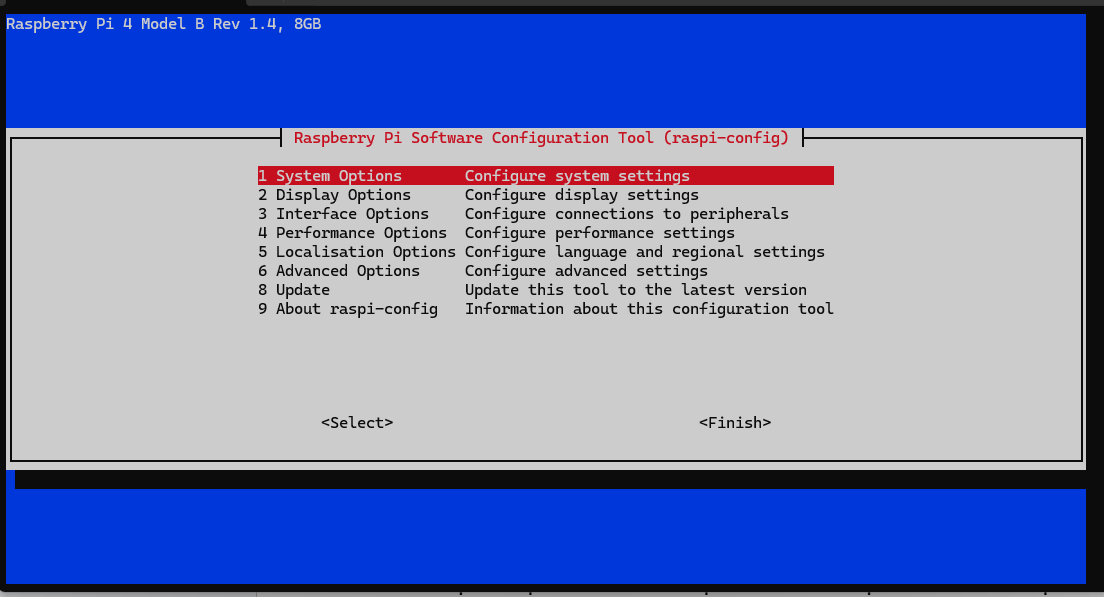 Raspberry Pi 4 Model B Rev 1.4, 8GB
Raspberry Pi Software Configuration Tool (raspi-config)
1 System Options Configure system settings
2 Display Options Configure display settings
3 Interface Options Configure connections to peripherals
4 Performance Options Configure performance settings
5 Localisation Options Configure language and regional settings
6 Advanced Options Configure advanced settings
8 Update Update this tool to the latest version
9 About raspi-config Information about this configuration tool
<Select> <Finish>